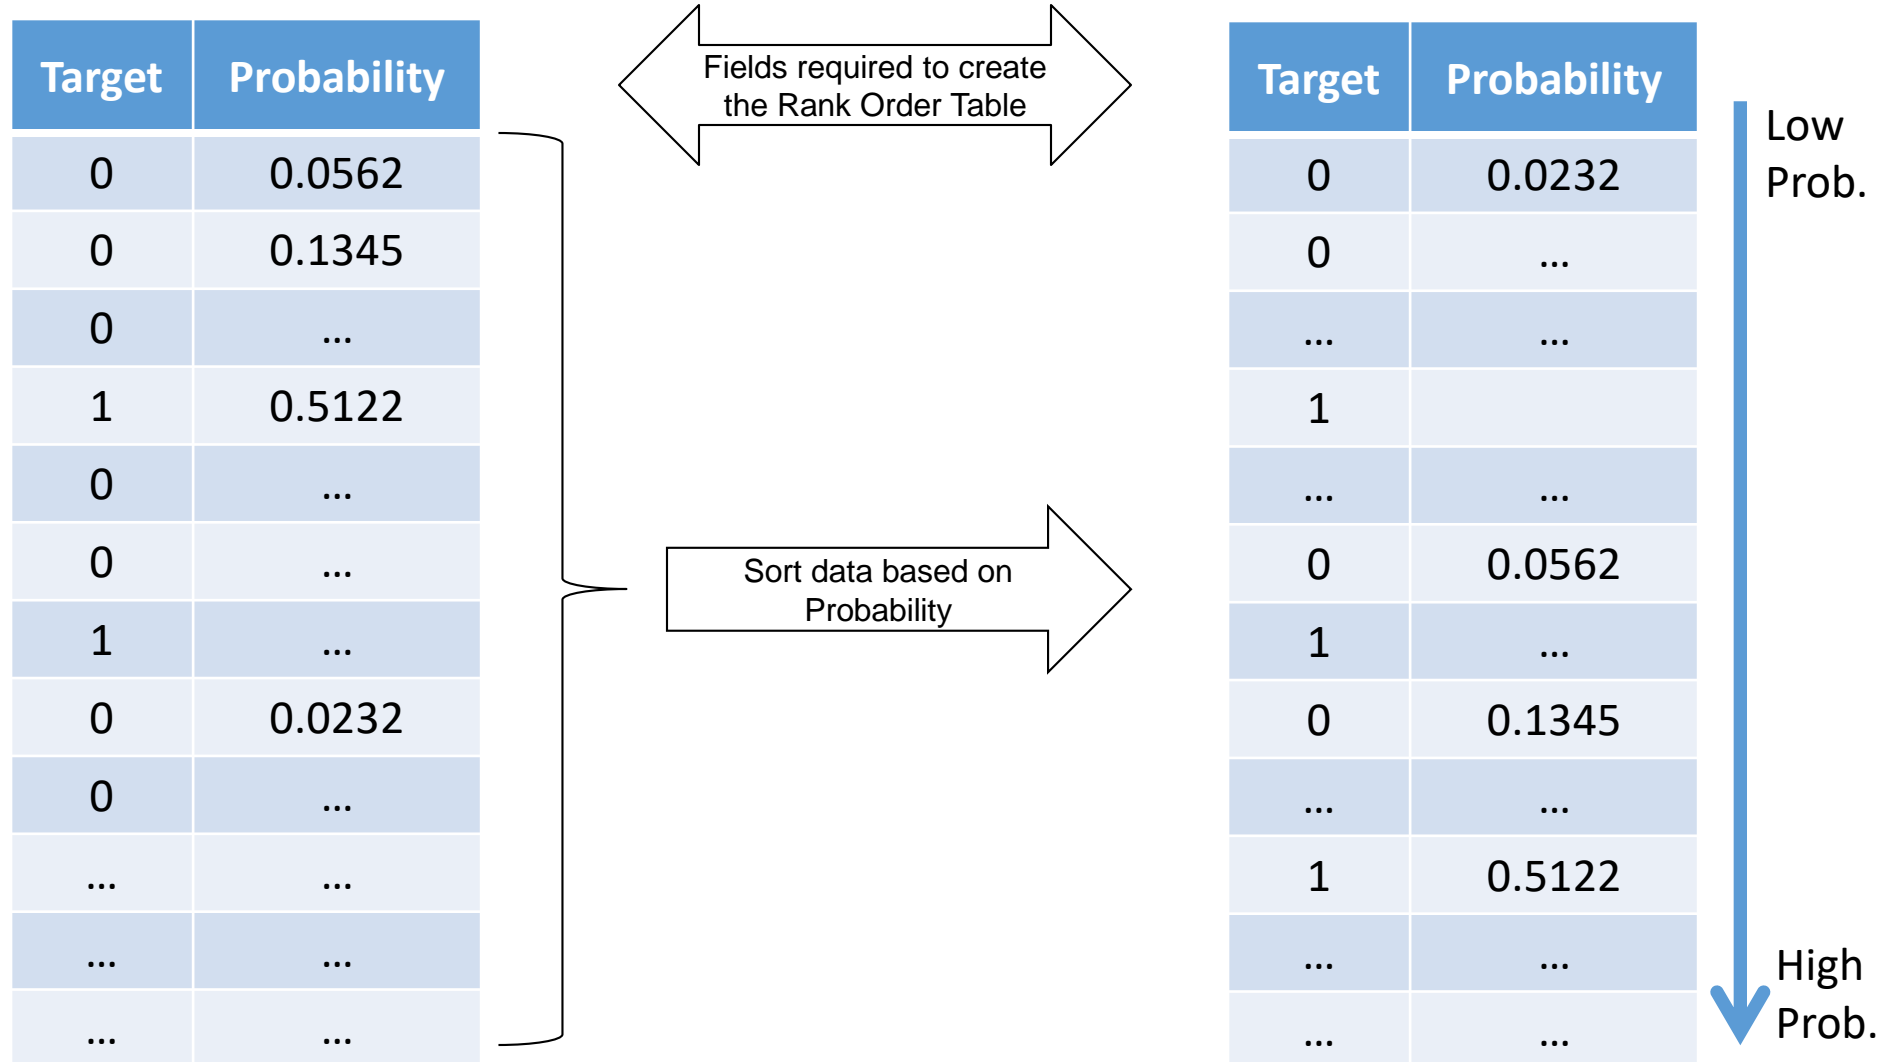 Target Probability
0 0.0562
0 0.1345
0 ...
1 0.5122
0 ...
0 ...
1 ...
0 0.0232
0 ...
... ...
... ...
... ...
Fields required to create
the Rank Order Table
Sort data based on
Probability
Target Probability
0 0.0232
0 ...
... ...
1
... ...
0 0.0562
1 ...
0 0.1345
... ...
1 0.5122
... ...
... ...
Low
Prob.
High
Prob.